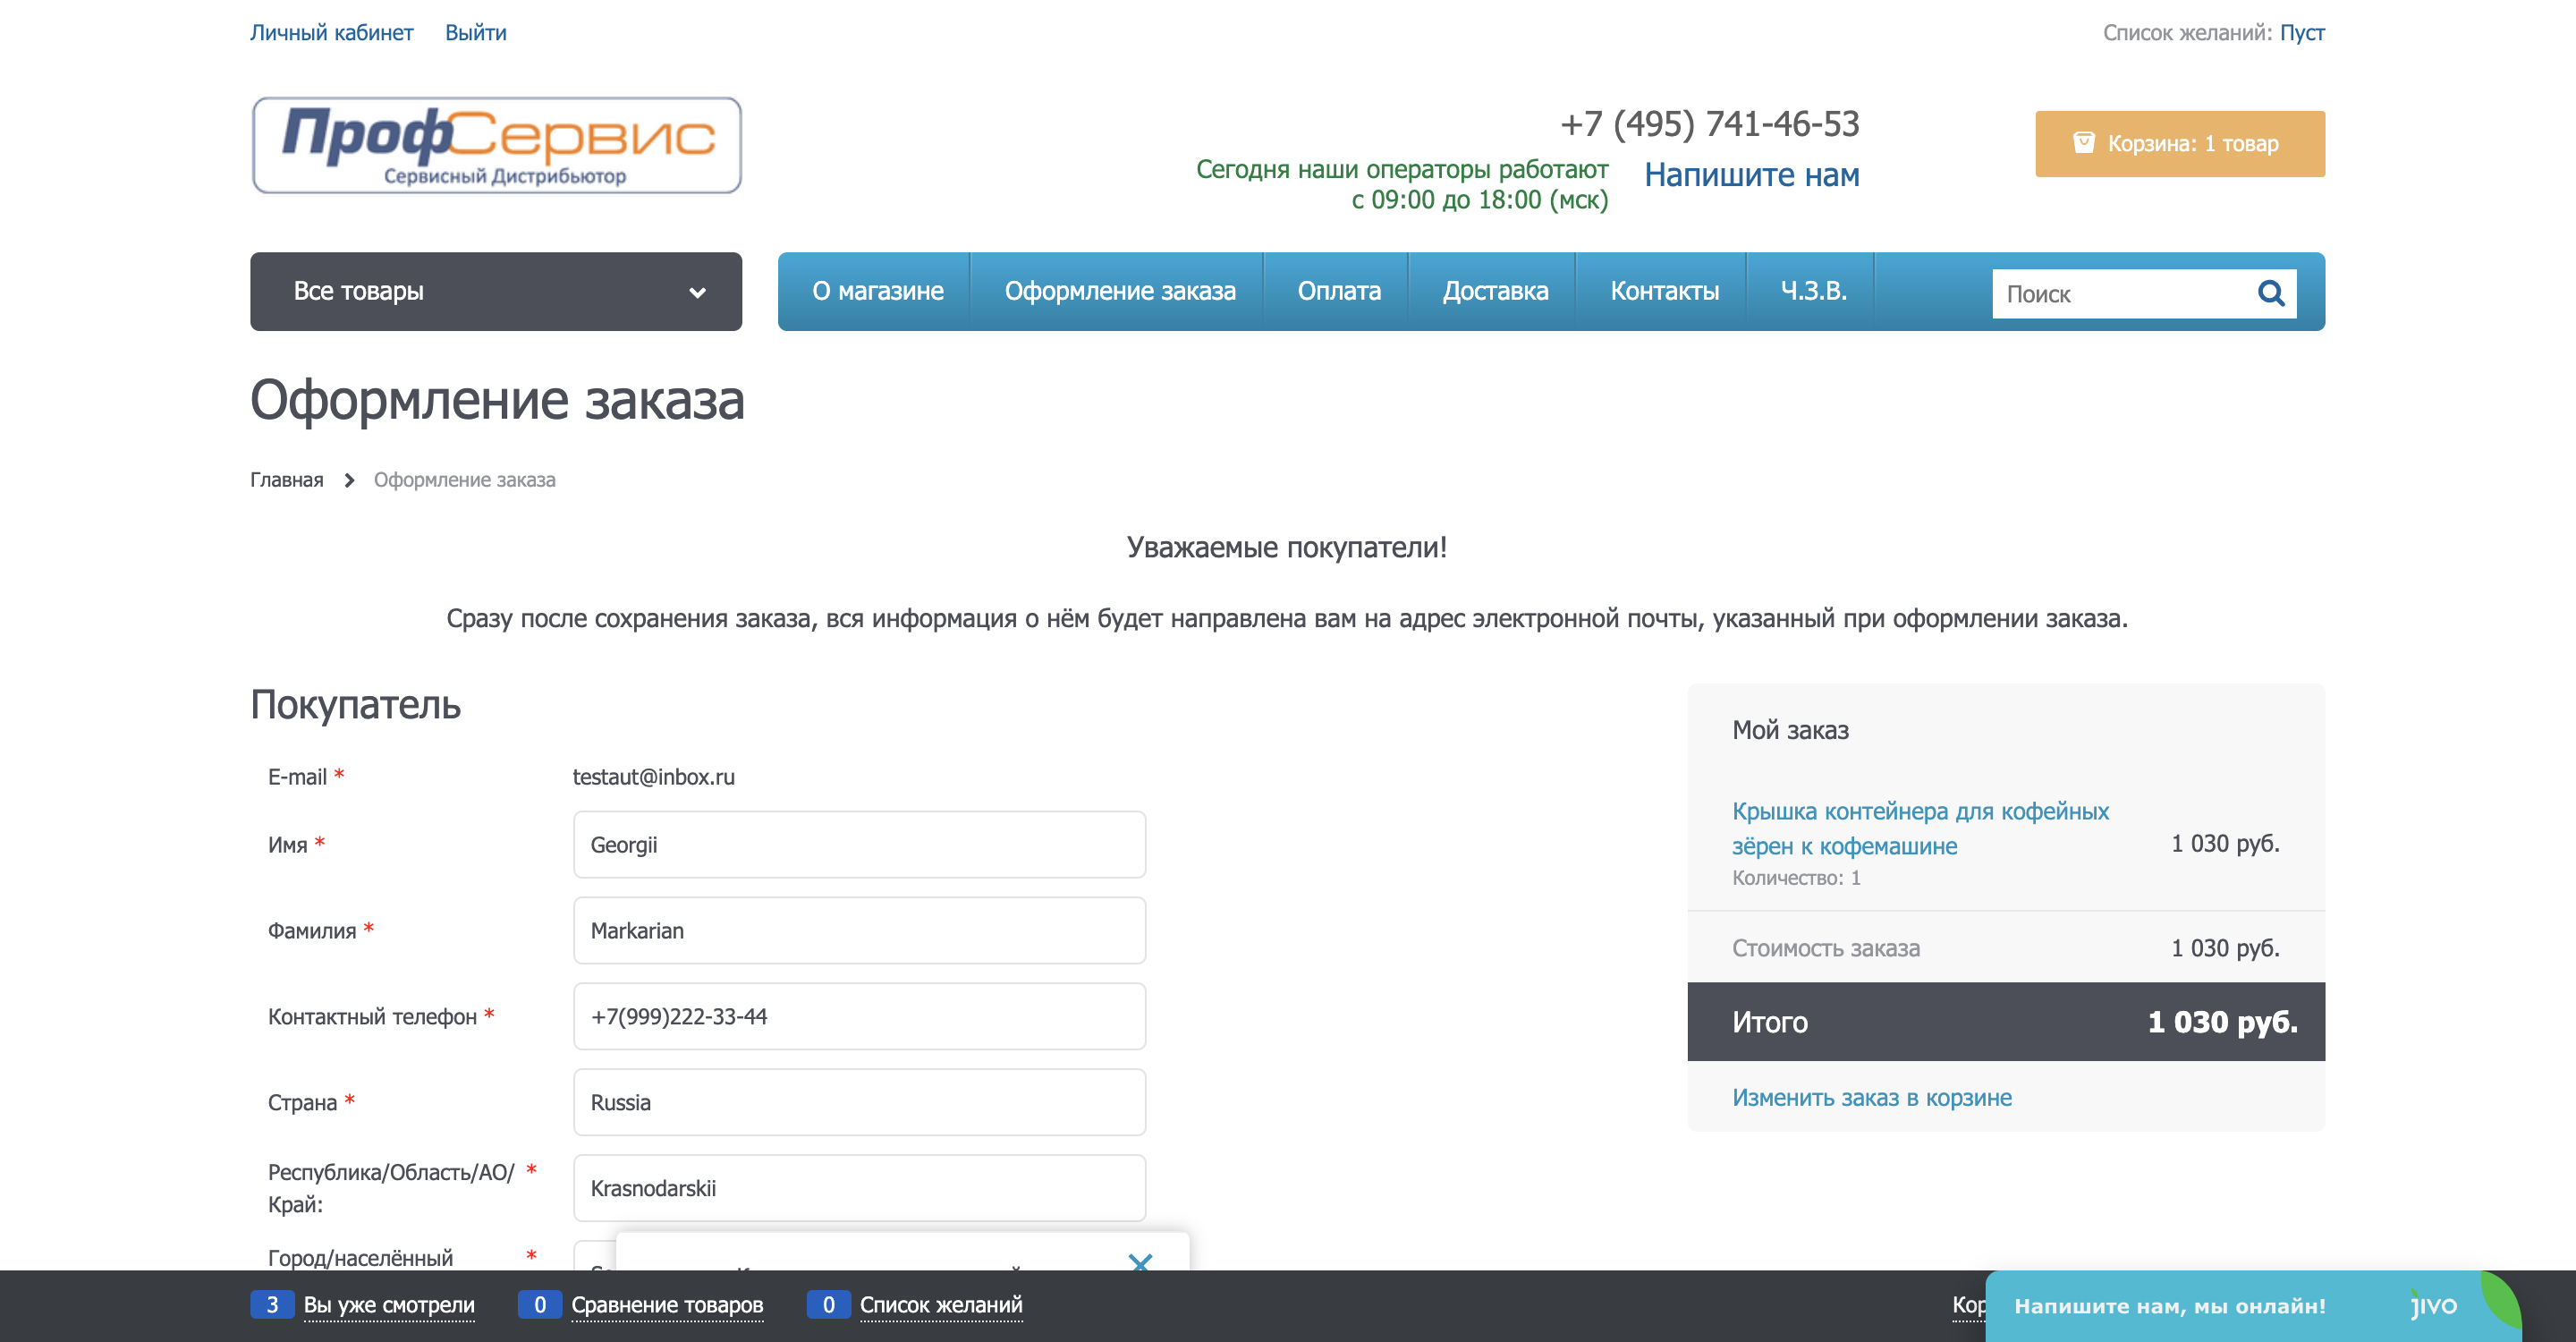 Личный кабинет Выйти
Список желаний: Пуст
ПрофСервис
Сервисный Дистрибьютор
+7 (495) 741-46-53
Сегодня наши операторы работают
с 09:00 до 18:00 (мск)
Напишите нам
Корзина: 1 товар
Все товары
О магазине Оформление заказа Оплата Доставка Контакты Ч.З.В.
Поиск
Оформление заказа
Главная Оформление заказа
Уважаемые покупатели!
Сразу после сохранения заказа, вся информация о нём будет направлена вам на адрес электронной почты, указанный при оформлении заказа.
Покупатель
E-mail * testaut@inbox.ru
Имя * Georgii
Фамилия * Markarian
Контактный телефон * +7(999)222-33-44
Страна * Russia
Республика/Область/АО/ *
Край:
Krasnodarskii
Город/населённый *
Мой заказ
Крышка контейнера для кофейных
зёрен к кофемашине
1 030 руб.
Количество: 1
Стоимость заказа 1 030 руб.
Итого 1 030 руб.
Изменить заказ в корзине
3 Вы уже смотрели 0 Сравнение товаров 0 Список желаний
Напишите нам, мы онлайн! jivo